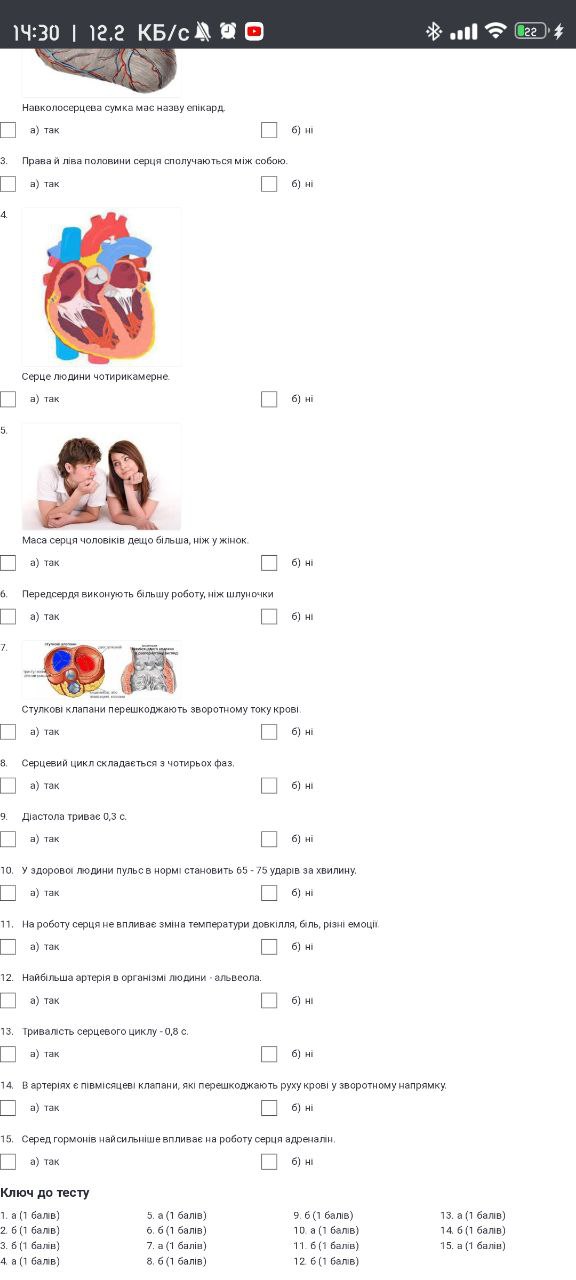 14:30 | 12.2 КБ/с
22
Навколосерцева сумка має назву епікард.
а) так б) ні
3. Права й ліва половини серця сполучаються між собою.
а) так б) ні
4.
Серце людини чотирикамерне.
а) так б) ні
5.
Маса серця чоловіків дещо більша, ніж у жінок.
а) так б) ні
6. Передсердя виконують більшу роботу, ніж шлуночки
а) так б) ні
7.
Стулкові клапани перешкоджають зворотному току крові.
а) так б) ні
8. Серцевий цикл складається з чотирьох фаз.
а) так б) ні
9. Діастола триває 0,3 с.
а) так б) ні
10. У здорової людини пульс в нормі становить 65 - 75 ударів за хвилину.
а) так б) ні
11. На роботу серця не впливає зміна температури довкілля, біль, різні емоції.
а) так б) ні
12. Найбільша артерія в організмі людини - альвеола.
а) так б) ні
13. Тривалість серцевого циклу - 0,8 с.
а) так б) ні
14. В артеріях є півмісяцеві клапани, які перешкоджають руху крові у зворотному напрямку.
а) так б) ні
15. Серед гормонів найсильніше впливає на роботу серця адреналін.
а) так б) ні
Ключ до тесту
1. а (1 балів) 5. а (1 балів) 9. б (1 балів) 13. а (1 балів)
2. б (1 балів) 6. б (1 балів) 10. а (1 балів) 14. б (1 балів)
3. б (1 балів) 7. а (1 балів) 11. б (1 балів) 15. а (1 балів)
4. а (1 балів) 8. б (1 балів) 12. б (1 балів)